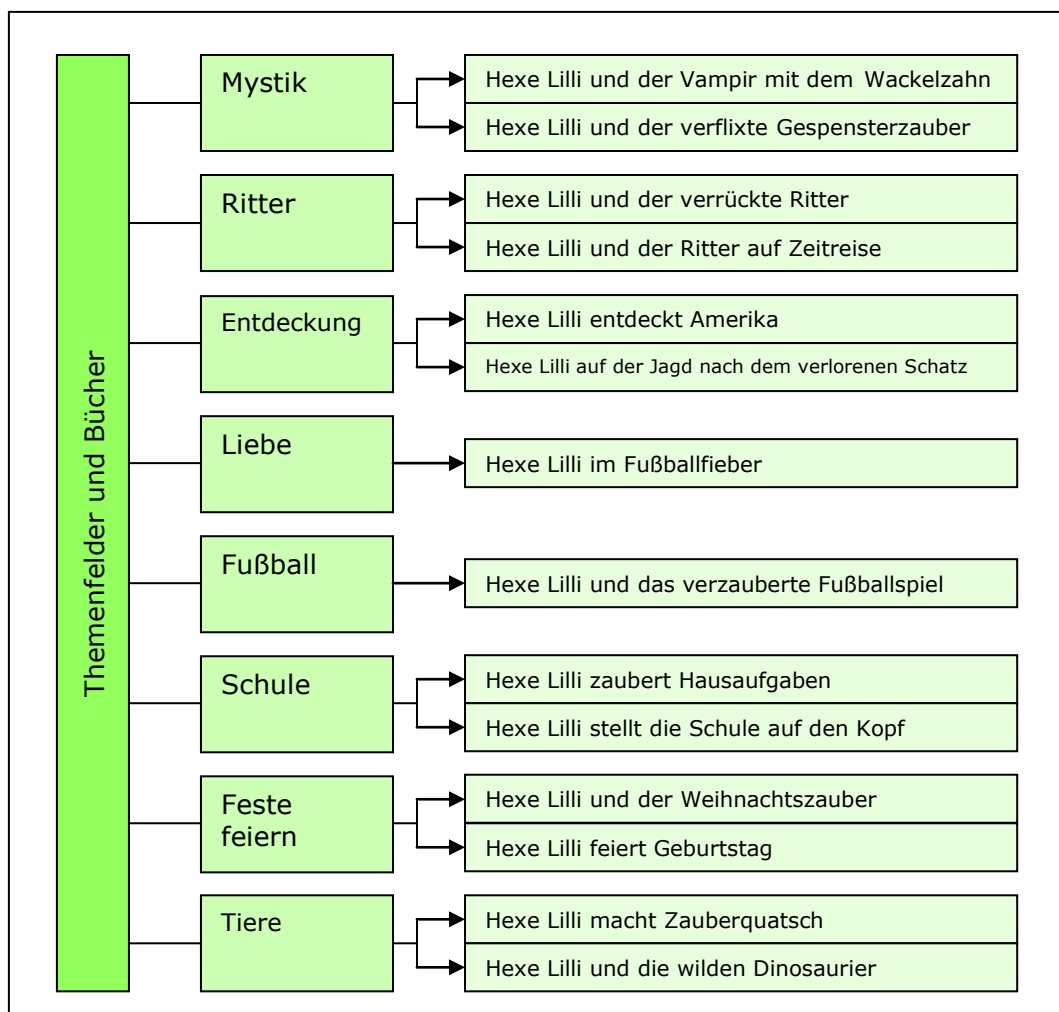 Themenfelder und Bücher
Mystik
Hexe Lilli und der Vampir mit dem Wackelzahn
Hexe Lilli und der verflixte Gespensterzauber
Ritter
Hexe Lilli und der verrückte Ritter
Hexe Lilli und der Ritter auf Zeitreise
Entdeckung
Hexe Lilli entdeckt Amerika
Hexe Lilli auf der Jagd nach dem verlorenen Schatz
Liebe
Hexe Lilli im Fußballfieber
Fußball
Hexe Lilli und das verzauberte Fußballspiel
Schule
Hexe Lilli zaubert Hausaufgaben
Hexe Lilli stellt die Schule auf den Kopf
Feste
feiern
Hexe Lilli und der Weihnachtszauber
Hexe Lilli feiert Geburtstag
Tiere
Hexe Lilli macht Zauberquatsch
Hexe Lilli und die wilden Dinosaurier